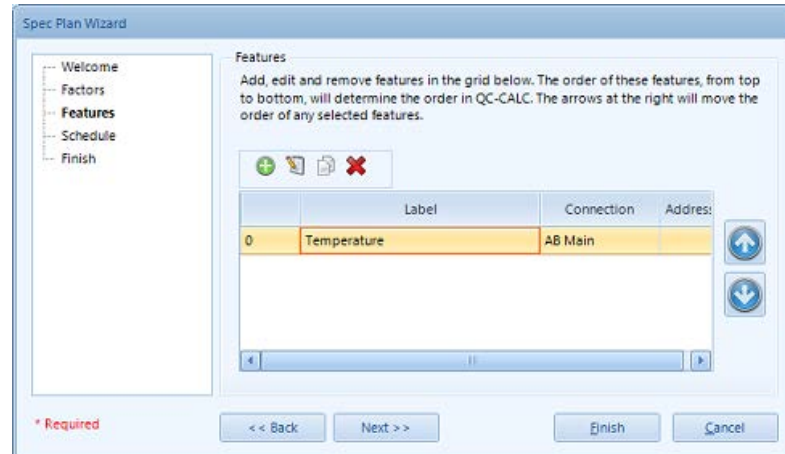 Spec Plan Wizard
Welcome
Factors
Features
Schedule
Finish
Features
Add, edit and remove features in the grid below. The order of these features, from top
to bottom, will determine the order in QC-CALC. The arrows at the right will move the
order of any selected features.
Label Connection Address
0 Temperature AB Main
* Required
<< Back Next >> Finish Cancel